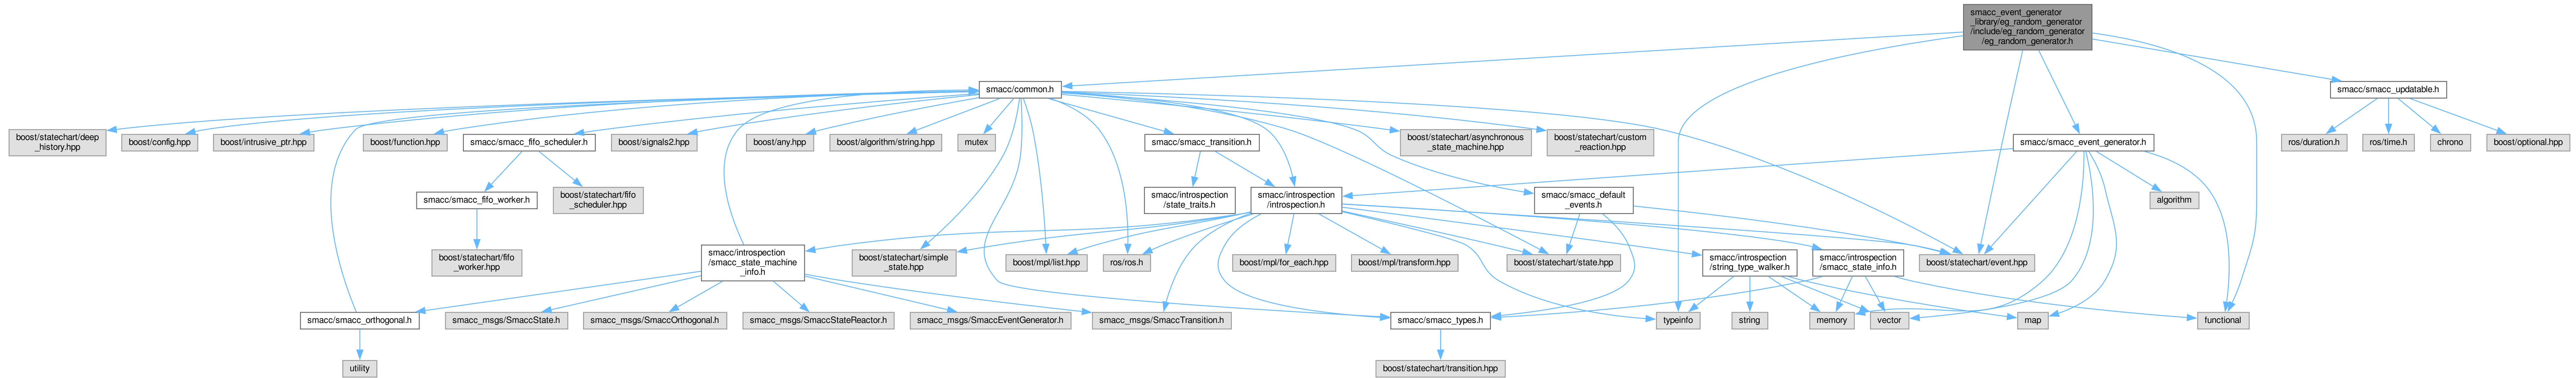 smacc_event_generator
_library/eg_random_generator
/include/eg_random_generator
/eg_random_generator.h
smacc/common.h
smacc/smacc_updatable.h
boost/statechart/deep
_history.hpp
boost/config.hpp
boost/intrusive_ptr.hpp
boost/function.hpp
smacc/smacc_fifo_scheduler.h
boost/signals2.hpp
boost/any.hpp
boost/algorithm/string.hpp
mutex
smacc/smacc_transition.h
boost/statechart/asynchronous
_state_machine.hpp
boost/statechart/custom
_reaction.hpp
smacc/smacc_event_generator.h
ros/duration.h
ros/time.h
chrono
boost/optional.hpp
smacc/smacc_fifo_worker.h
boost/statechart/fifo
_scheduler.hpp
smacc/introspection
/state_traits.h
smacc/introspection
/introspection.h
smacc/smacc_default
_events.h
algorithm
boost/statechart/fifo
_worker.hpp
smacc/introspection
/smacc_state_machine
_info.h
boost/statechart/simple
_state.hpp
boost/mpl/list.hpp
ros/ros.h
boost/mpl/for_each.hpp
boost/mpl/transform.hpp
boost/statechart/state.hpp
smacc/introspection
/string_type_walker.h
smacc/introspection
/smacc_state_info.h
boost/statechart/event.hpp
smacc/smacc_orthogonal.h
smacc_msgs/SmaccState.h
smacc_msgs/SmaccOrthogonal.h
smacc_msgs/SmaccStateReactor.h
smacc_msgs/SmaccEventGenerator.h
smacc_msgs/SmaccTransition.h
smacc/smacc_types.h
typeinfo
string
memory
vector
map
functional
utility
boost/statechart/transition.hpp